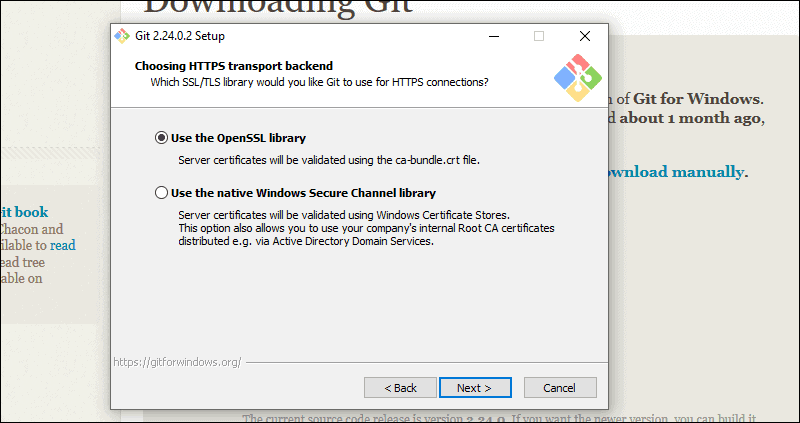 Downloading Git
Git 2.24.0.2 Setup
Choosing HTTPS transport backend
Which SSL/TLS library would you like Git to use for HTTPS connections?
of Git for Windows.
about 1 month ago,
download manually.
Use the OpenSSL library
Server certificates will be validated using the ca-bundle.crt file.
Use the native Windows Secure Channel library
Server certificates will be validated using Windows Certificate Stores.
This option also allows you to use your company's internal Root CA certificates
distributed e.g. via Active Directory Domain Services.
it book
Chacon and
ilable to read
ead tree
able on
https://gitforwindows.org/
< Back
Next >
Cancel
The current source code release is version 2.24.0. If you want the newer version, you can build it